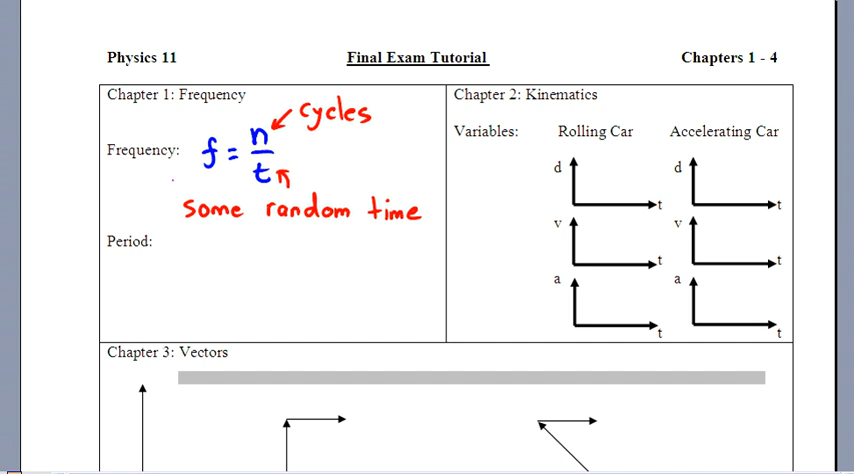 Physics 11 Final Exam Tutorial Chapters 1 - 4
Chapter 1: Frequency
cycles
Frequency: f = n/t
some random time
Period:
Chapter 2: Kinematics
Variables: Rolling Car Accelerating Car
d d
t t
v v
t t
a a
t t
Chapter 3: Vectors